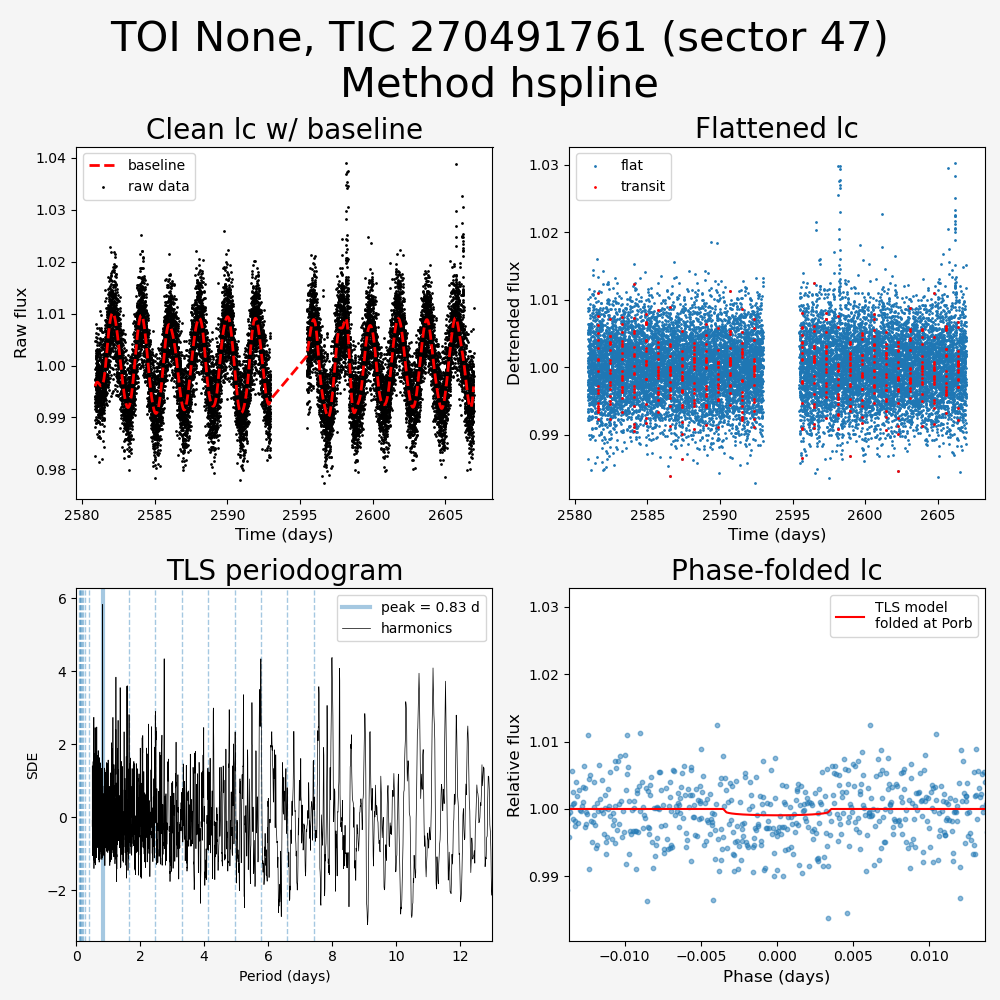 TOI None, TIC 270491761 (sector 47)
Method hspline
Clean lc w/ baseline
baseline
raw data
1.04
1.03
1.02
1.01
1.00
0.99
0.98
Raw flux
2580
2585
2590
2595
2600
2605
Time (days)
Flattened lc
flat
transit
1.03
1.02
1.01
1.00
0.99
Detrended flux
2580
2585
2590
2595
2600
2605
Time (days)
TLS periodogram
peak = 0.83 d
harmonics
6
4
2
0
−2
SDE
0
2
4
6
8
10
12
Period (days)
Phase-folded lc
TLS model
folded at Porb
1.03
1.02
1.01
1.00
0.99
Relative flux
−0.010
−0.005
0.000
0.005
0.010
Phase (days)